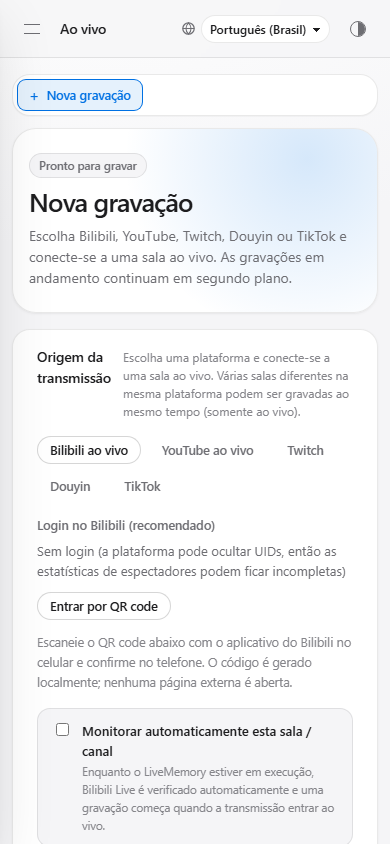 Ao vivo
Português (Brasil)
+ Nova gravação
Pronto para gravar
Nova gravação
Escolha Bilibili, YouTube, Twitch, Douyin ou TikTok e
conecte-se a uma sala ao vivo. As gravações em
andamento continuam em segundo plano.
Origem da
transmissão
Escolha uma plataforma e conecte-se a
uma sala ao vivo. Várias salas diferentes na
mesma plataforma podem ser gravadas ao
mesmo tempo (somente ao vivo).
Bilibili ao vivo
YouTube ao vivo
Twitch
Douyin
TikTok
Login no Bilibili (recomendado)
Sem login (a plataforma pode ocultar UIDs, então as
estatísticas de espectadores podem ficar incompletas)
Entrar por QR code
Escaneie o QR code abaixo com o aplicativo do Bilibili no
celular e confirme no telefone. O código é gerado
localmente; nenhuma página externa é aberta.
Monitorar automaticamente esta sala /
canal
Enquanto o LiveMemory estiver em execução,
Bilibili Live é verificado automaticamente e uma
gravação começa quando a transmissão entrar ao
vivo.